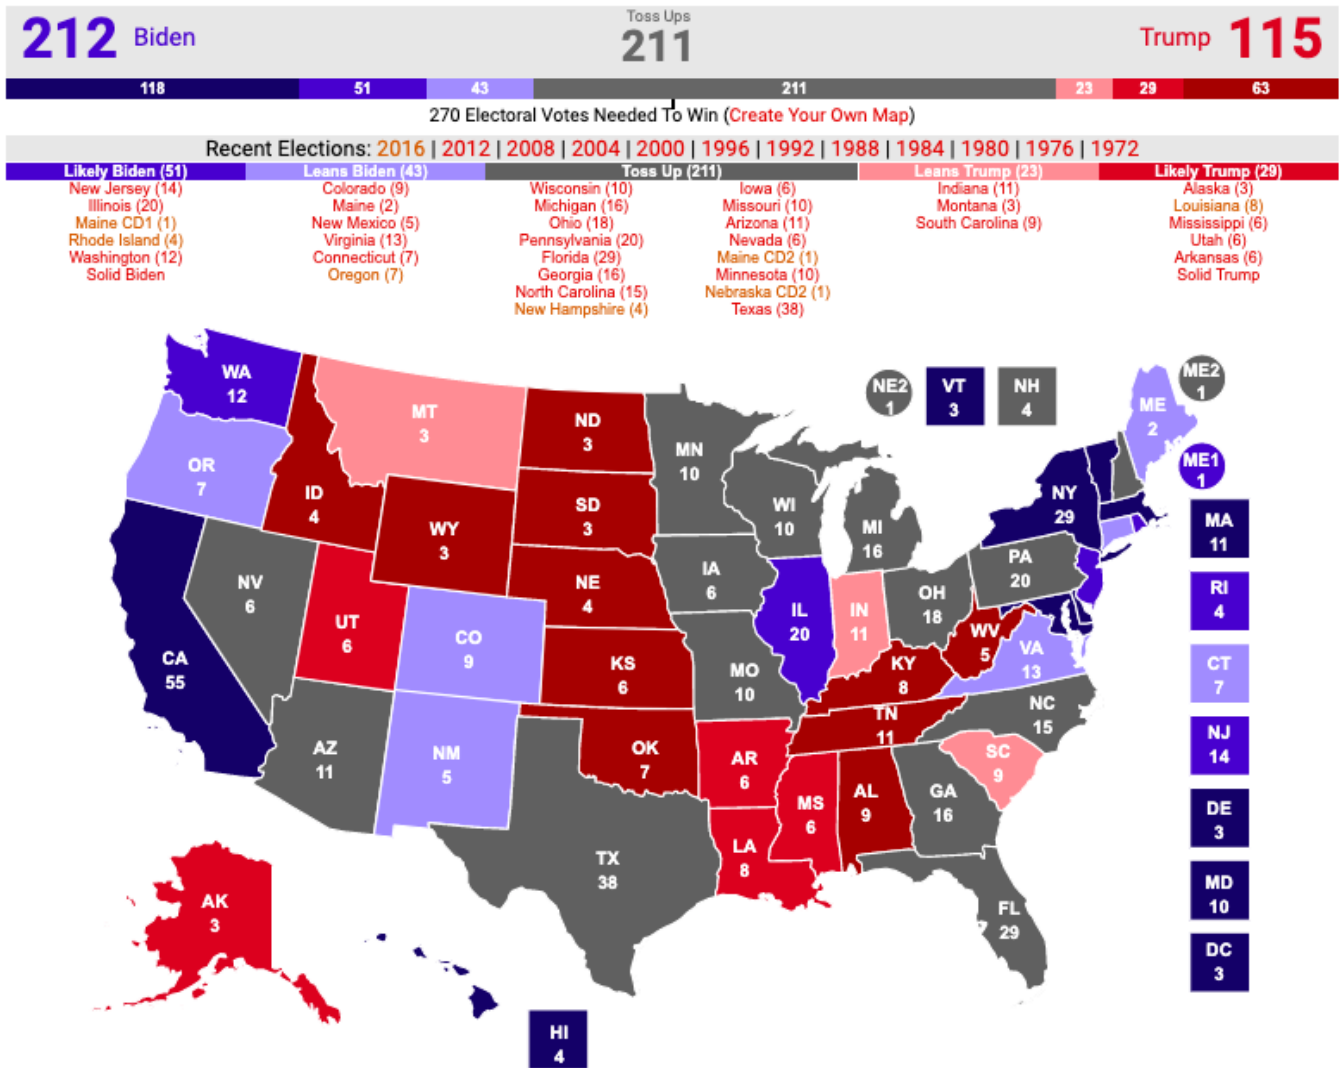 212 Biden
Toss Ups
211
Trump 115
118 51 43 211 23 29 63
270 Electoral Votes Needed To Win (Create Your Own Map)
Recent Elections: 2016 | 2012 | 2008 | 2004 | 2000 | 1996 | 1992 | 1988 | 1984 | 1980 | 1976 | 1972
Likely Biden (51)
New Jersey (14)
Illinois (20)
Maine CD1 (1)
Rhode Island (4)
Washington (12)
Solid Biden
Leans Biden (43)
Colorado (9)
Maine (2)
New Mexico (5)
Virginia (13)
Connecticut (7)
Oregon (7)
Toss Up (211)
Wisconsin (10)
Michigan (16)
Ohio (18)
Pennsylvania (20)
Florida (29)
Georgia (16)
North Carolina (15)
New Hampshire (4)
Iowa (6)
Missouri (10)
Arizona (11)
Nevada (6)
Maine CD2 (1)
Minnesota (10)
Nebraska CD2 (1)
Texas (38)
Leans Trump (23)
Indiana (11)
Montana (3)
South Carolina (9)
Likely Trump (29)
Alaska (3)
Louisiana (8)
Mississippi (6)
Utah (6)
Arkansas (6)
Solid Trump
WA
12
OR
7
CA
55
NV
6
ID
4
MT
3
WY
3
UT
6
AZ
11
CO
9
NM
5
ND
3
SD
3
NE
4
KS
6
OK
7
TX
38
MN
10
IA
6
MO
10
AR
6
LA
8
WI
10
IL
20
MI
16
IN
11
OH
18
KY
8
TN
11
MS
6
AL
9
GA
16
FL
29
SC
9
NC
15
VA
13
WV
5
PA
20
NY
29
ME
2
NE2
1
VT
3
NH
4
ME2
1
ME1
1
MA
11
RI
4
CT
7
NJ
14
DE
3
MD
10
DC
3
AK
3
HI
4